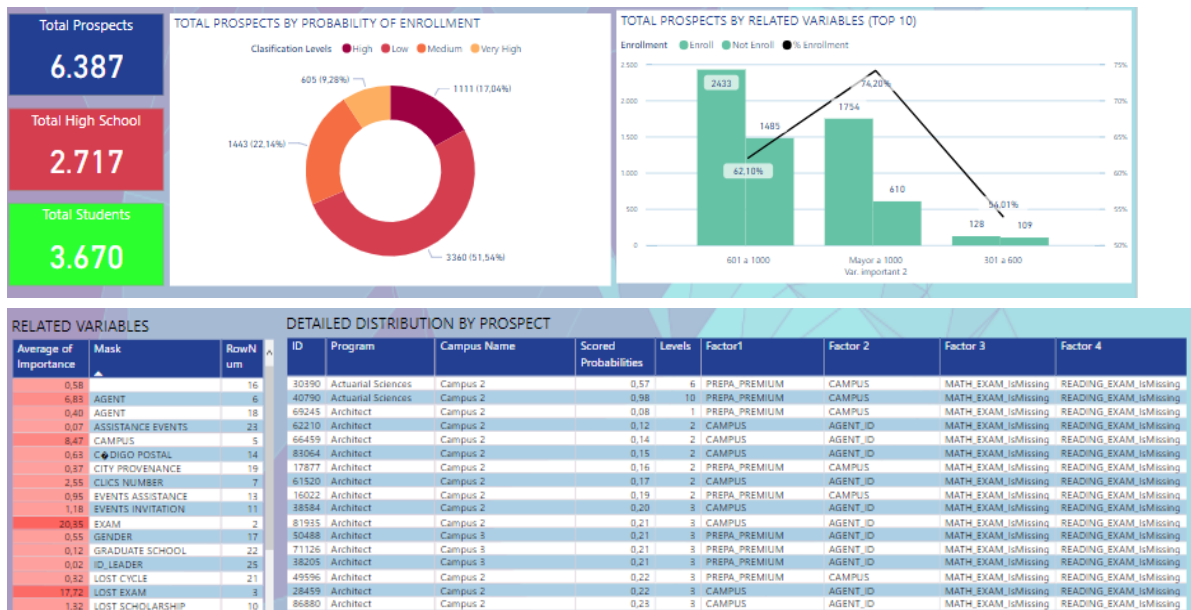 Total Prospects
6.387
Total High School
2.717
Total Students
3.670
TOTAL PROSPECTS BY PROBABILITY OF ENROLLMENT
Clasification Levels High Low Medium Very High
605 (9,28%)
1111 (17,04%)
1443 (22,14%)
3360 (51,54%)
TOTAL PROSPECTS BY RELATED VARIABLES (TOP 10)
Enrollment Enroll Not Enroll % Enrollment
2.500 75%
2433
74,20%
2.000 70%
1754
1485
1.500 65%
1.000 60%
62,10%
610
500 55%
54,01%
128 109
0 50%
601 a 1000 Mayor a 1000 301 a 600
Var. important 2
RELATED VARIABLES
Average of Importance Mask RowNum
0,58 16
6,83 AGENT 6
0,40 AGENT 18
0,07 ASSISTANCE EVENTS 23
8,47 CAMPUS 5
0,63 C�DIGO POSTAL 14
0,37 CITY PROVENANCE 19
2,55 CLICS NUMBER 7
0,95 EVENTS ASSISTANCE 13
1,18 EVENTS INVITATION 11
20,35 EXAM 2
0,55 GENDER 17
0,12 GRADUATE SCHOOL 22
0,02 ID_LEADER 25
0,32 LOST CYCLE 21
17,72 LOST EXAM 3
1,32 LOST SCHOLARSHIP 10
DETAILED DISTRIBUTION BY PROSPECT
ID Program Campus Name Scored Probabilities Levels Factor1 Factor 2 Factor 3 Factor 4
30390 Actuarial Sciences Campus 2 0,57 6 PREPA_PREMIUM CAMPUS MATH_EXAM_IsMissing READING_EXAM_IsMissing
40790 Actuarial Sciences Campus 2 0,98 10 PREPA_PREMIUM CAMPUS MATH_EXAM_IsMissing READING_EXAM_IsMissing
69245 Architect Campus 2 0,08 1 PREPA_PREMIUM CAMPUS MATH_EXAM_IsMissing READING_EXAM_IsMissing
62210 Architect Campus 2 0,12 2 CAMPUS AGENT_ID MATH_EXAM_IsMissing READING_EXAM_IsMissing
66459 Architect Campus 2 0,14 2 CAMPUS AGENT_ID MATH_EXAM_IsMissing READING_EXAM_IsMissing
83064 Architect Campus 2 0,15 2 CAMPUS AGENT_ID MATH_EXAM_IsMissing READING_EXAM_IsMissing
17877 Architect Campus 2 0,16 2 PREPA_PREMIUM CAMPUS MATH_EXAM_IsMissing READING_EXAM_IsMissing
61520 Architect Campus 2 0,17 2 CAMPUS AGENT_ID MATH_EXAM_IsMissing READING_EXAM_IsMissing
16022 Architect Campus 2 0,19 2 PREPA_PREMIUM CAMPUS MATH_EXAM_IsMissing READING_EXAM_IsMissing
38584 Architect Campus 2 0,20 3 CAMPUS AGENT_ID MATH_EXAM_IsMissing READING_EXAM_IsMissing
81935 Architect Campus 2 0,21 3 CAMPUS AGENT_ID MATH_EXAM_IsMissing READING_EXAM_IsMissing
50488 Architect Campus 3 0,21 3 PREPA_PREMIUM AGENT_ID MATH_EXAM_IsMissing READING_EXAM_IsMissing
71126 Architect Campus 3 0,21 3 PREPA_PREMIUM AGENT_ID MATH_EXAM_IsMissing READING_EXAM_IsMissing
38205 Architect Campus 3 0,21 3 PREPA_PREMIUM AGENT_ID MATH_EXAM_IsMissing READING_EXAM_IsMissing
49596 Architect Campus 2 0,22 3 PREPA_PREMIUM CAMPUS MATH_EXAM_IsMissing READING_EXAM_IsMissing
28459 Architect Campus 2 0,22 3 CAMPUS AGENT_ID MATH_EXAM_IsMissing READING_EXAM_IsMissing
86880 Architect Campus 2 0,23 3 CAMPUS AGENT_ID MATH_EXAM_IsMissing READING_EXAM_IsMissing